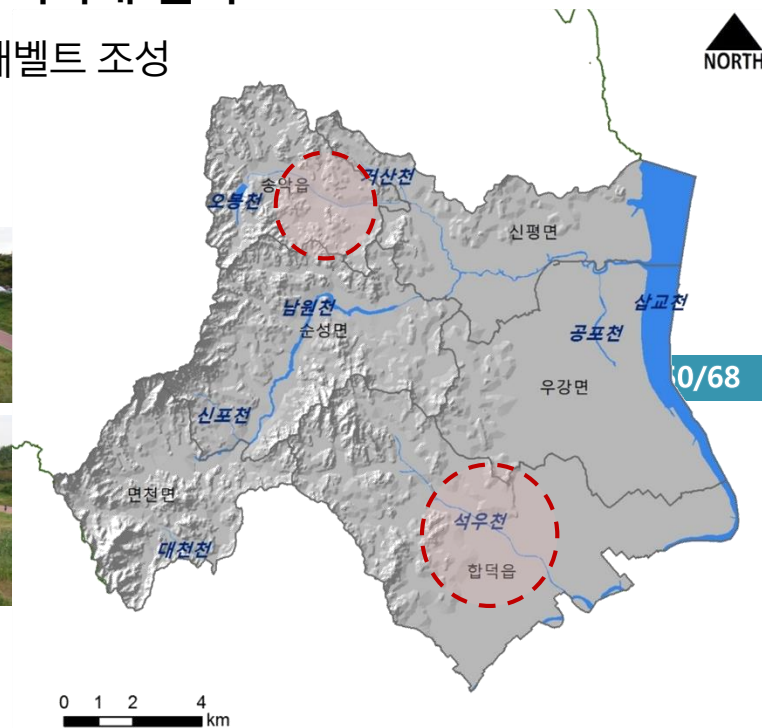 대벨트 조성
NORTH
거산천
송악읍
오봉천
신평면
남원천
순성면
삽교천
공포천
우강면
0/68
신포천
면천면
석우천
대천천
합덕읍
0 1 2 4
km